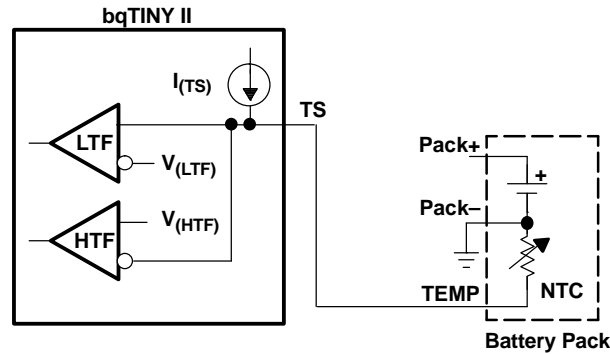 bqTINY II
I(TS)
TS
LTF
V(LTF)
Pack+
+
Pack–
V(HTF)
HTF
TEMP
NTC
Battery Pack